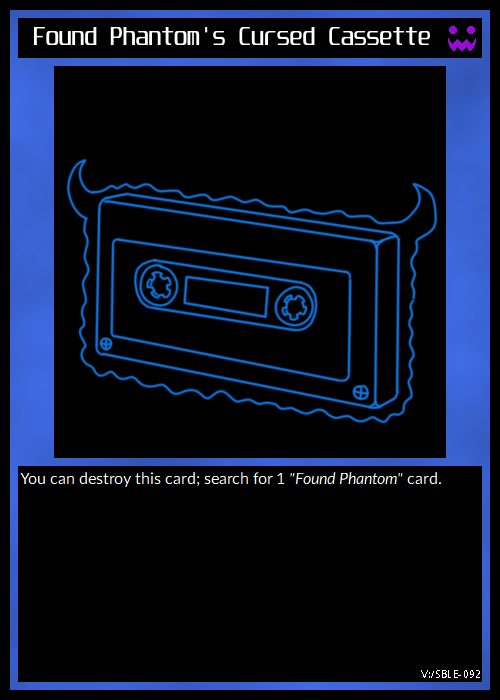 Found Phantom's Cursed Cassette
You can destroy this card; search for 1 "Found Phantom" card.
V:/SBLE-092